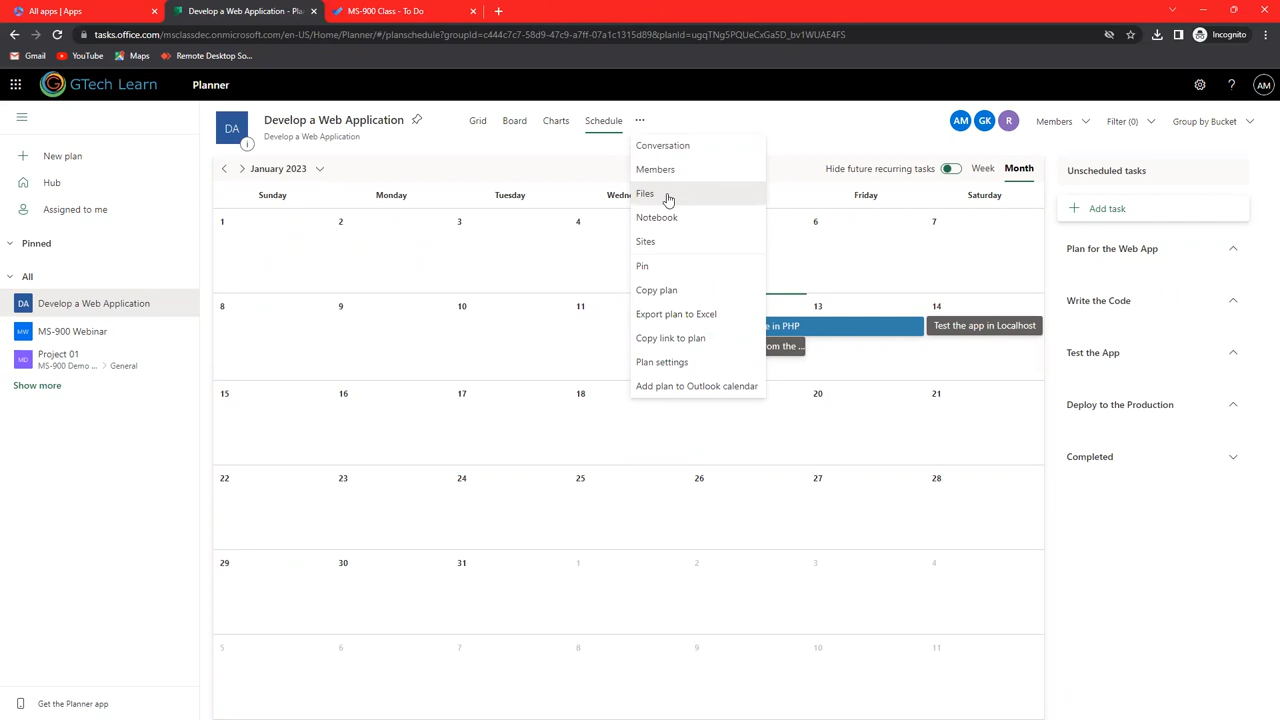 All apps | Apps
Develop a Web Application - Plan
MS-900 Class - To Do
tasks.office.com/msclassdec.onmicrosoft.com/en-US/Home/Planner/#/planschedule?groupId=c444c7c7-58d9-47c9-a7ff-07a1c1315d89&planId=ugqTNg5PQUeCxGa5D_bv1WUAE4FS
Incognito
Gmail
YouTube
Maps
Remote Desktop So...
GTech Learn
Planner
AM
New plan
Hub
Assigned to me
Pinned
All
DA Develop a Web Application
MW MS-900 Webinar
MD Project 01
MS-900 Demo ... > General
Show more
Get the Planner app
DA
Develop a Web Application
Develop a Web Application
Grid
Board
Charts
Schedule
AM GK R
Members
Filter (0)
Group by Bucket
January 2023
Hide future recurring tasks
Week
Month
Sunday Monday Tuesday Friday Saturday
1 2 3 6 7
8 9 10 11 13 14
e in PHP
Test the app in Localhost
om the ...
15 16 17 18 20 21
22 23 24 25 26 27 28
29 30 31 1 2 3 4
5 6 7 8 9 10 11
Conversation
Members
Files
Notebook
Sites
Pin
Copy plan
Export plan to Excel
Copy link to plan
Plan settings
Add plan to Outlook calendar
Unscheduled tasks
Add task
Plan for the Web App
Write the Code
Test the App
Deploy to the Production
Completed